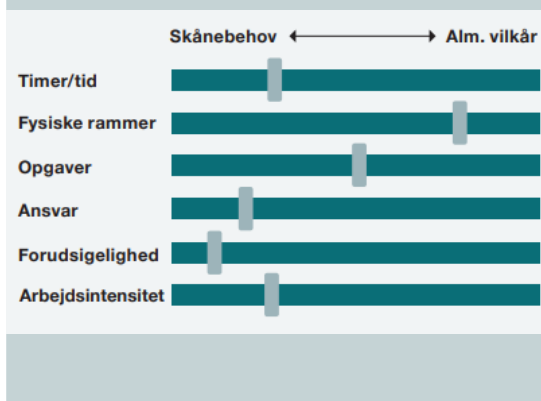 Skånebehov Alm. vilkår
Timer/tid
Fysiske rammer
Opgaver
Ansvar
Forudsigelighed
Arbejdsintensitet